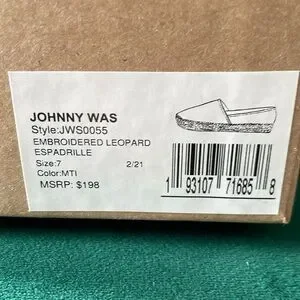 JOHNNY WAS
Style:JWS0055
EMBROIDERED LEOPARD
ESPADRILLE
Size:7 2/21
Color:MTI
MSRP: $198
1 93107 71685 8